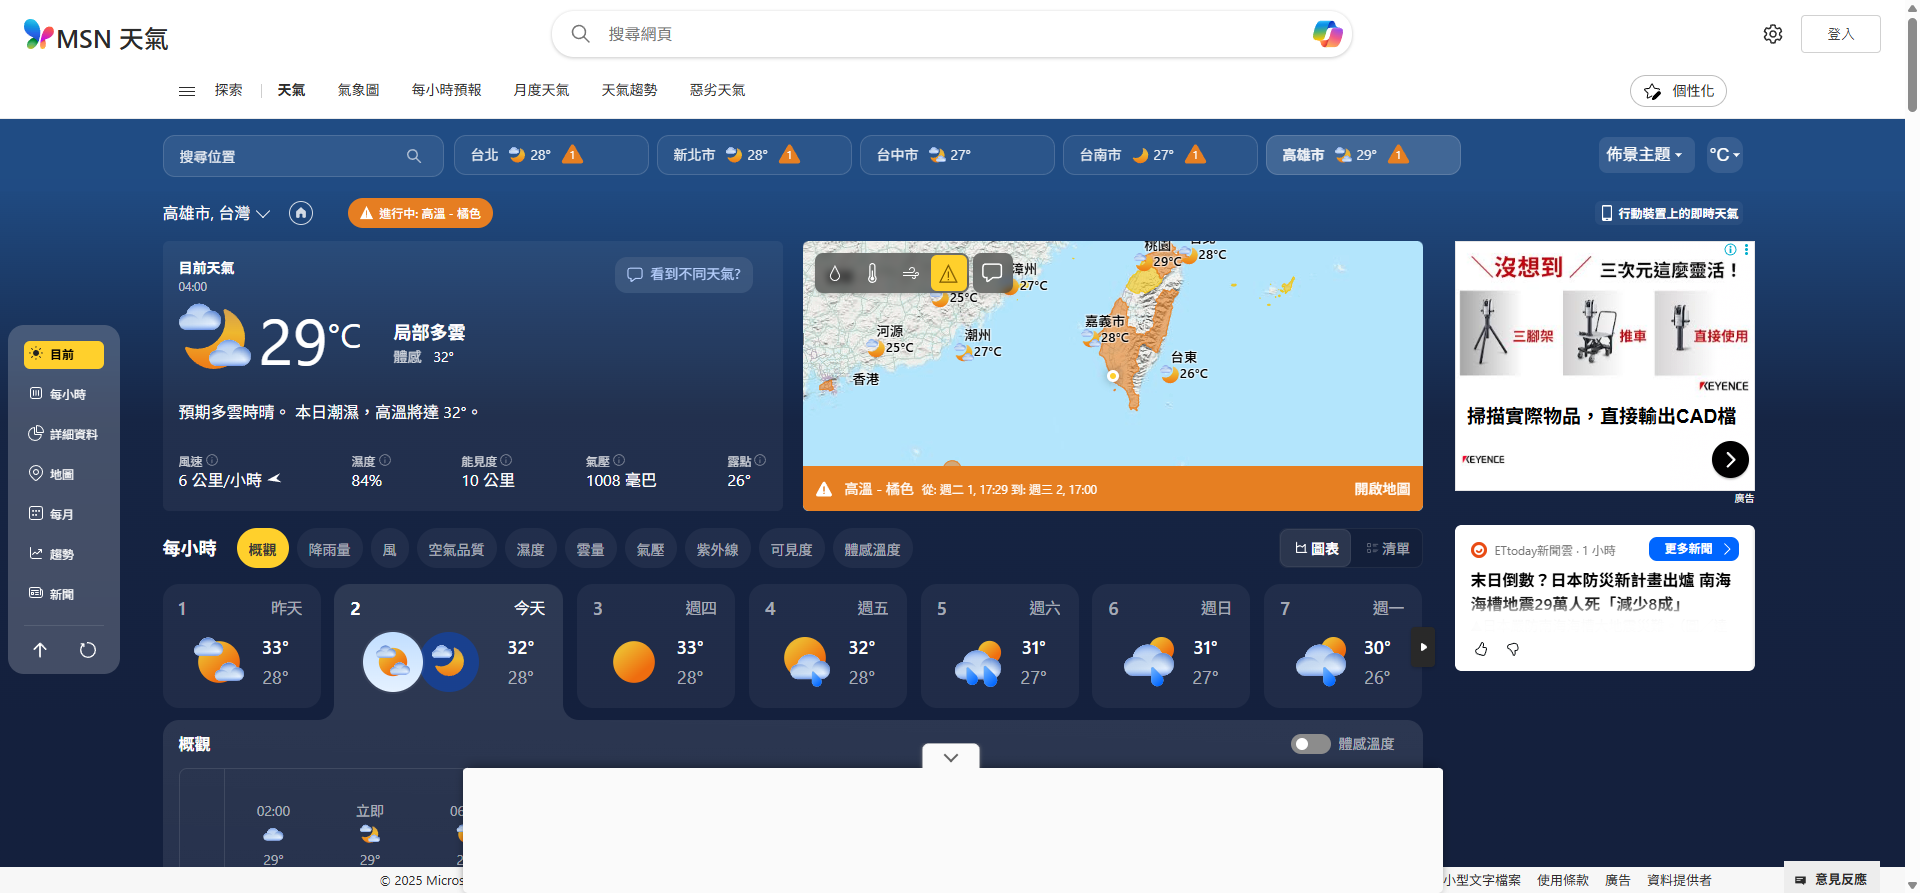 MSN 天氣
搜尋網頁
登入
探索
天氣
氣象圖
每小時預報
月度天氣
天氣趨勢
惡劣天氣
個性化
搜尋位置
台北 28° 1
新北市 28° 1
台中市 27°
台南市 27° 1
高雄市 29° 1
佈景主題
°C
高雄市, 台灣
進行中: 高溫 - 橘色
行動裝置上的即時天氣
目前天氣
04:00
看到不同天氣?
29°C
局部多雲
體感 32°
預期多雲時晴。 本日潮濕，高溫將達 32°。
風速
6 公里/小時
濕度
84%
能見度
10 公里
氣壓
1008 毫巴
露點
26°
桃園
29°C
28°C
漳州
27°C
25°C
河源
25°C
潮州
27°C
香港
嘉義市
28°C
台東
26°C
高溫 - 橘色 從: 週二 1, 17:29 到: 週三 2, 17:00
開啟地圖
沒想到
三次元這麼靈活！
三腳架
推車
直接使用
KEYENCE
掃描實際物品，直接輸出CAD檔
KEYENCE
廣告
目前
每小時
詳細資料
地圖
每月
趨勢
新聞
每小時
概觀
降雨量
風
空氣品質
濕度
雲量
氣壓
紫外線
可見度
體感溫度
圖表
清單
1 昨天
33°
28°
2 今天
32°
28°
3 週四
33°
28°
4 週五
32°
28°
5 週六
31°
27°
6 週日
31°
27°
7 週一
30°
26°
ETtoday新聞雲 · 1 小時
更多新聞
末日倒數？日本防災新計畫出爐 南海
海槽地震29萬人死「減少8成」
概觀
體感溫度
02:00
立即
29°
29°
© 2025 Micros
小型文字檔案
使用條款
廣告
資料提供者
意見反應